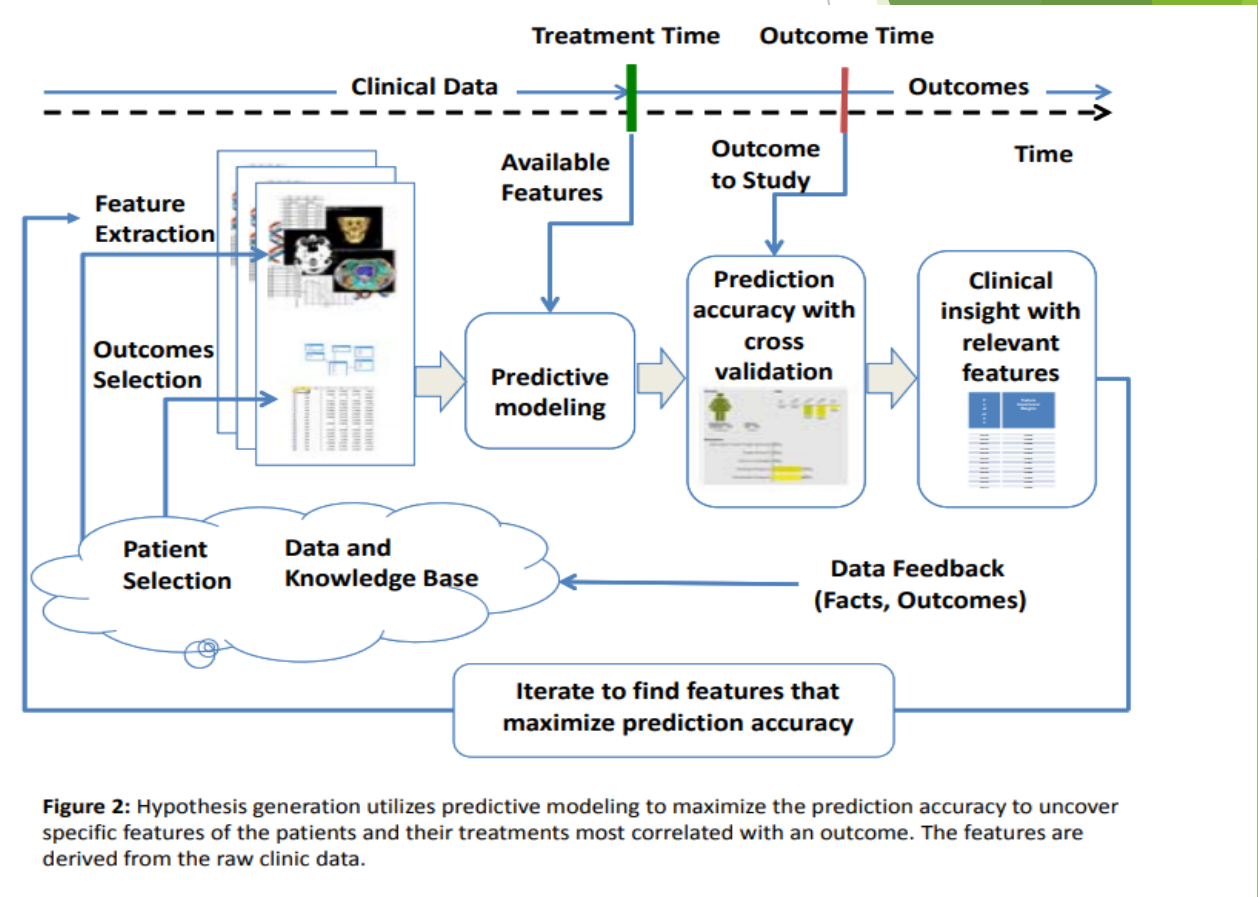 Treatment Time
Outcome Time
Clinical Data
Outcomes
Time
Available
Features
Outcome
to Study
Feature
Extraction
Outcomes
Selection
Predictive
modeling
Prediction
accuracy with
cross
validation
Clinical
insight with
relevant
features
Patient
Selection
Data and
Knowledge Base
Data Feedback
(Facts, Outcomes)
Iterate to find features that
maximize prediction accuracy
Figure 2: Hypothesis generation utilizes predictive modeling to maximize the prediction accuracy to uncover
specific features of the patients and their treatments most correlated with an outcome. The features are
derived from the raw clinic data.